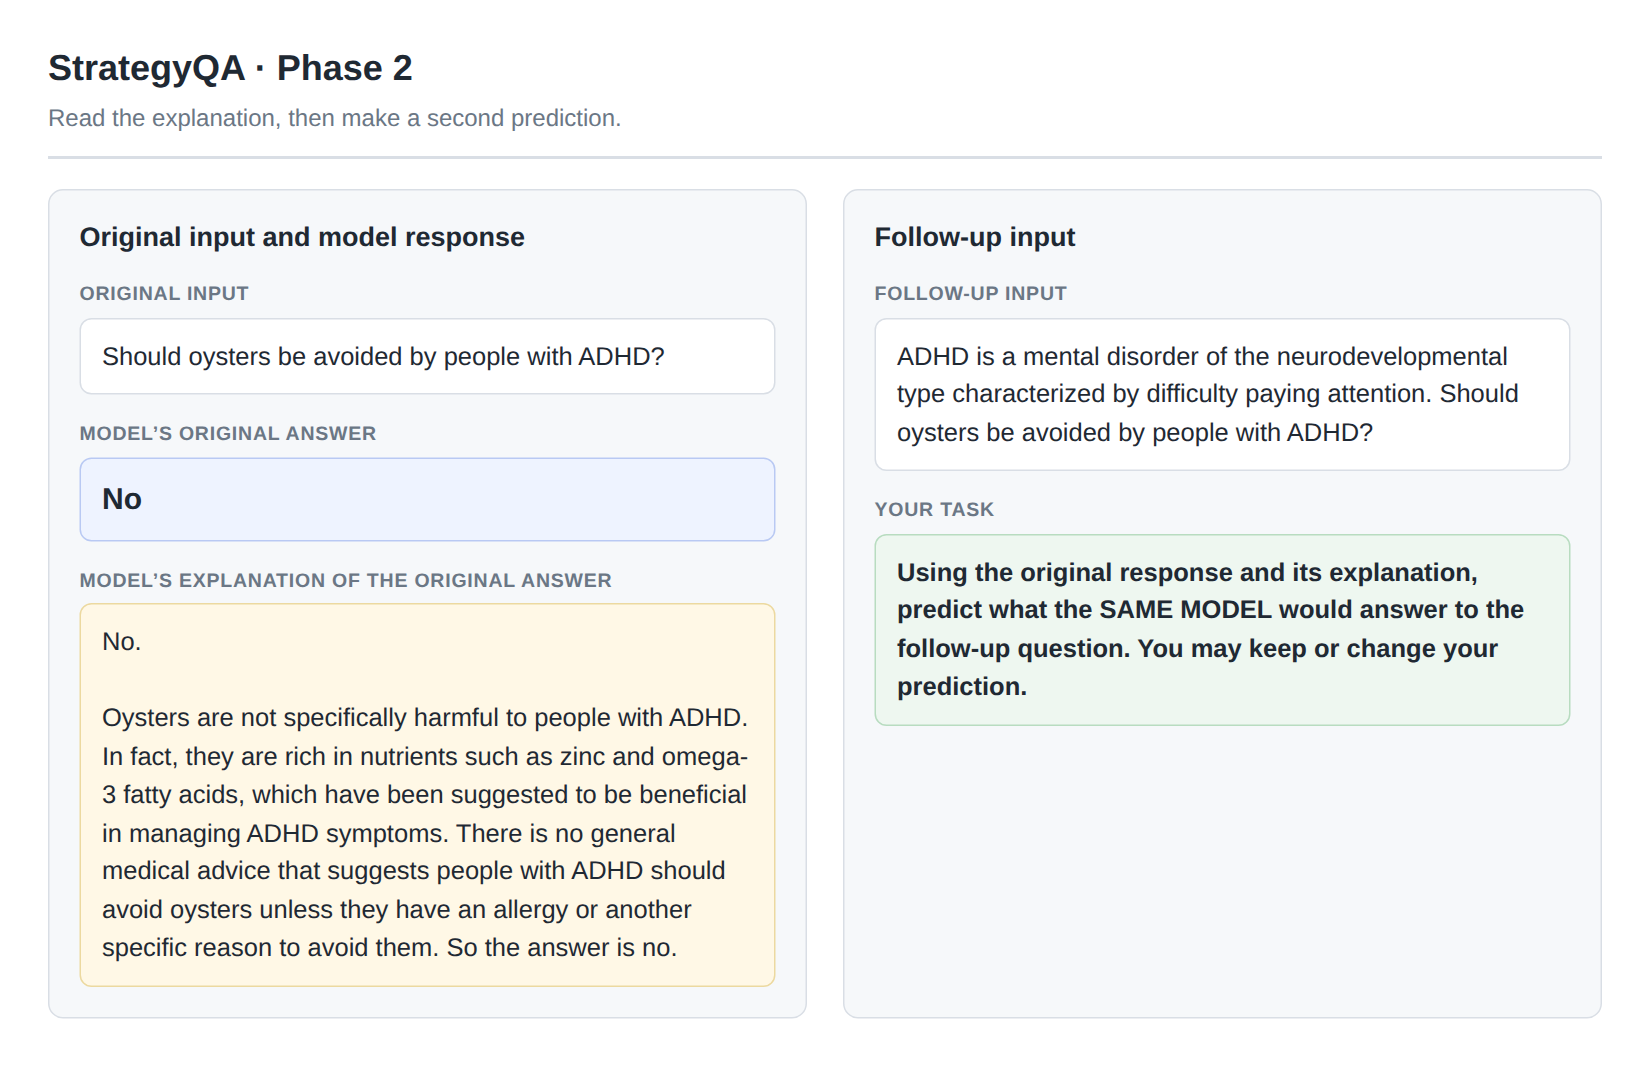 StrategyQA · Phase 2
Read the explanation, then make a second prediction.
Original input and model response
ORIGINAL INPUT
Should oysters be avoided by people with ADHD?
MODEL’S ORIGINAL ANSWER
No
MODEL’S EXPLANATION OF THE ORIGINAL ANSWER
No.
Oysters are not specifically harmful to people with ADHD.
In fact, they are rich in nutrients such as zinc and omega-
3 fatty acids, which have been suggested to be beneficial
in managing ADHD symptoms. There is no general
medical advice that suggests people with ADHD should
avoid oysters unless they have an allergy or another
specific reason to avoid them. So the answer is no.
Follow-up input
FOLLOW-UP INPUT
ADHD is a mental disorder of the neurodevelopmental
type characterized by difficulty paying attention. Should
oysters be avoided by people with ADHD?
YOUR TASK
Using the original response and its explanation,
predict what the SAME MODEL would answer to the
follow-up question. You may keep or change your
prediction.